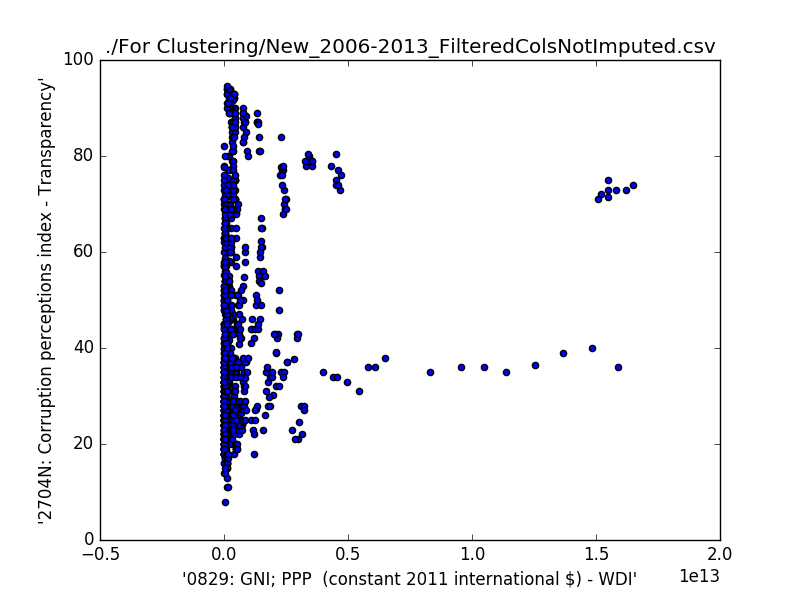 ./For Clustering/New_2006-2013_FilteredColsNotImputed.csv
'2704N: Corruption perceptions index - Transparency'
100
80
60
40
20
0
−0.5 0.0 0.5 1.0 1.5 2.0
1e13
'0829: GNI; PPP  (constant 2011 international $) - WDI'